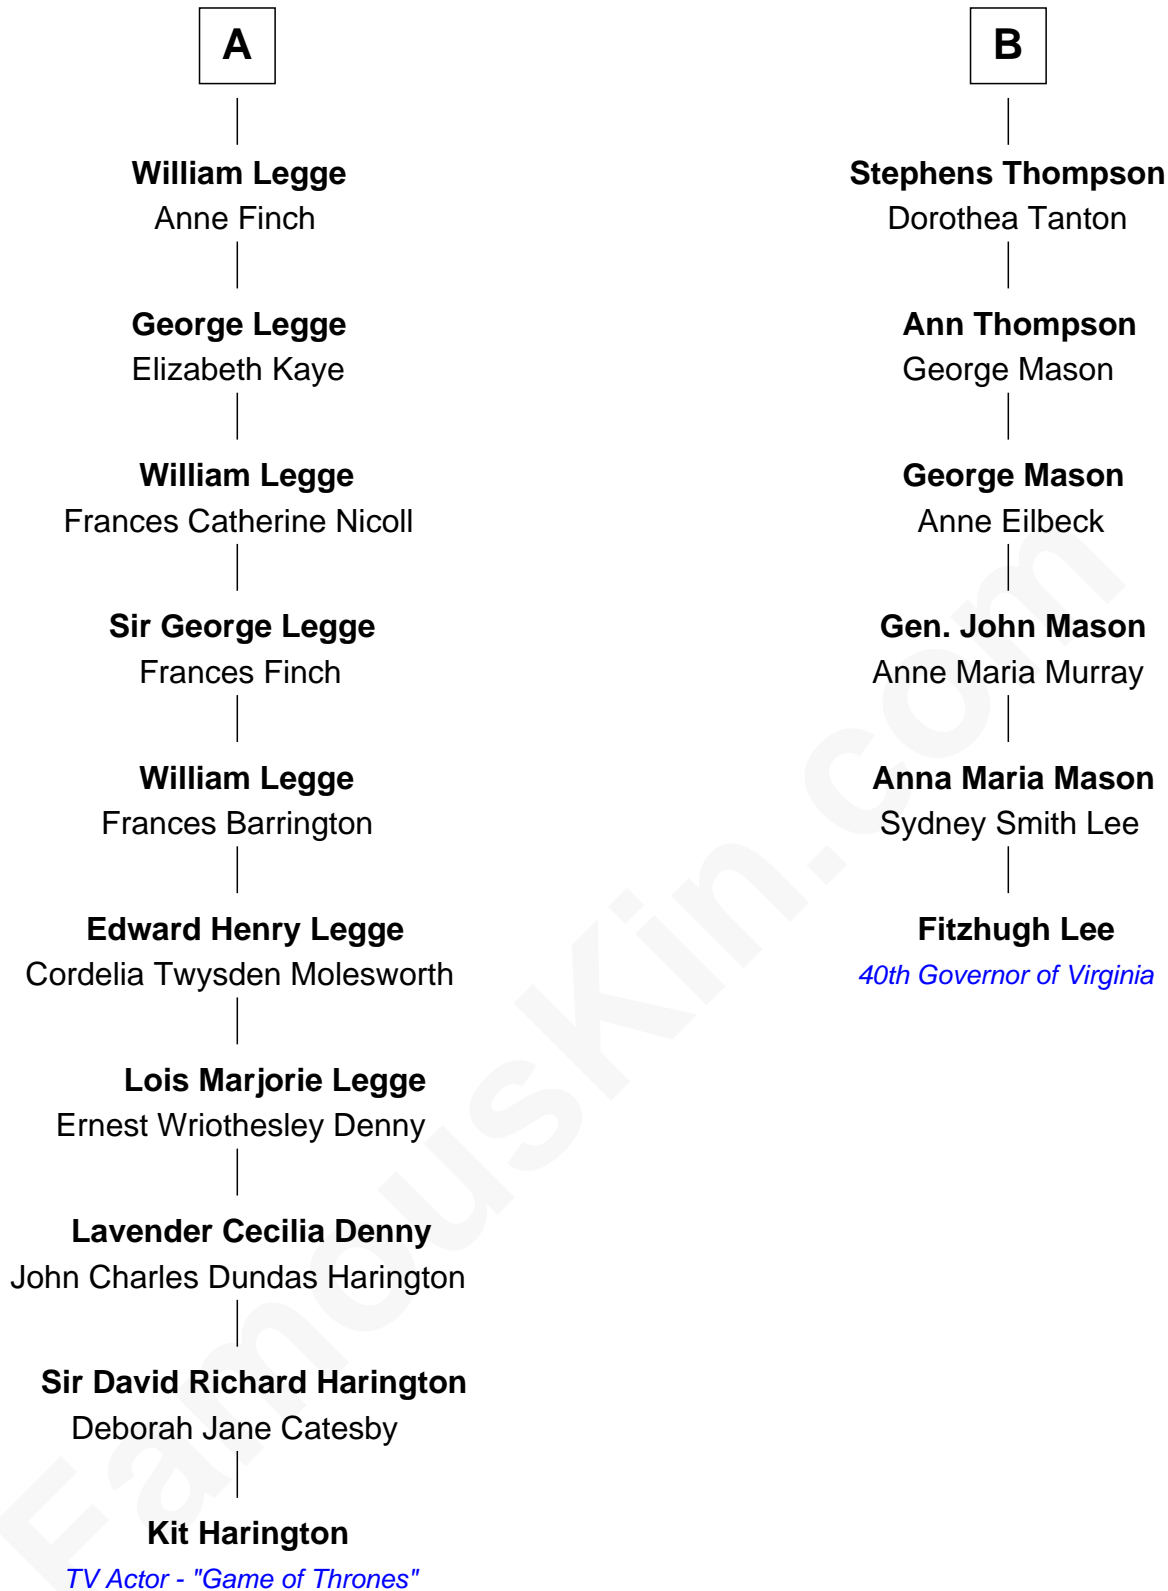 A
William Legge
Anne Finch
George Legge
Elizabeth Kaye
William Legge
Frances Catherine Nicoll
Sir George Legge
Frances Finch
William Legge
Frances Barrington
Edward Henry Legge
Cordelia Twysden Molesworth
Lois Marjorie Legge
Ernest Wriothesley Denny
Lavender Cecilia Denny
John Charles Dundas Harington
Sir David Richard Harington
Deborah Jane Catesby
Kit Harington
TV Actor - "Game of Thrones"
B
Stephens Thompson
Dorothea Tanton
Ann Thompson
George Mason
George Mason
Anne Eilbeck
Gen. John Mason
Anne Maria Murray
Anna Maria Mason
Sydney Smith Lee
Fitzhugh Lee
40th Governor of Virginia
FamousKin.com